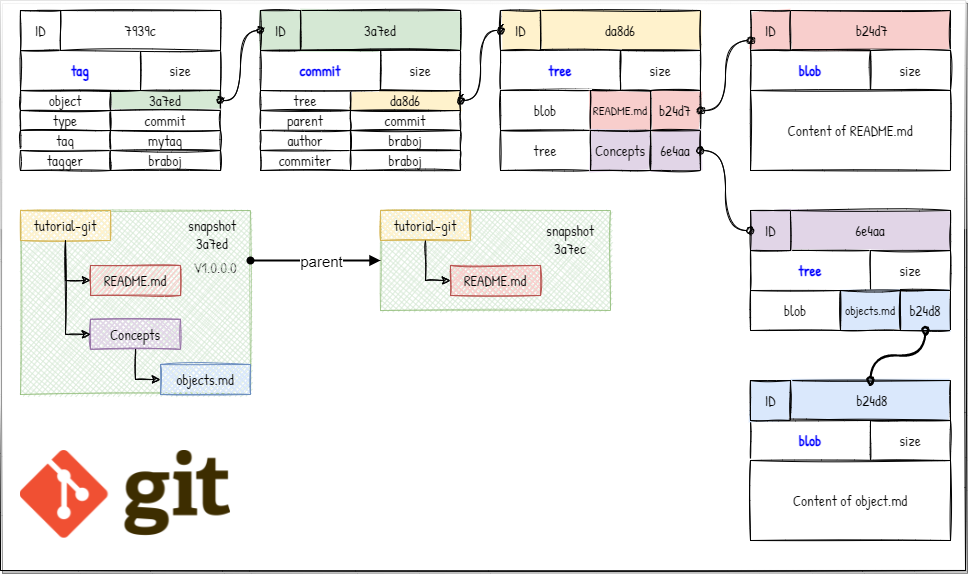 ID 7939c
tag size
object 3a7ed
type commit
tag mytag
tagger braboj
ID 3a7ed
commit size
tree da8d6
parent commit
author braboj
commiter braboj
ID da8d6
tree size
blob README.md b24d7
tree Concepts 6e4aa
ID b24d7
blob size
Content of README.md
tutorial-git
snapshot
3a7ed
V1.0.0.0
README.md
Concepts
objects.md
parent
tutorial-git
snapshot
3a7ec
README.md
ID 6e4aa
tree size
blob objects.md b24d8
ID b24d8
blob size
Content of object.md
git